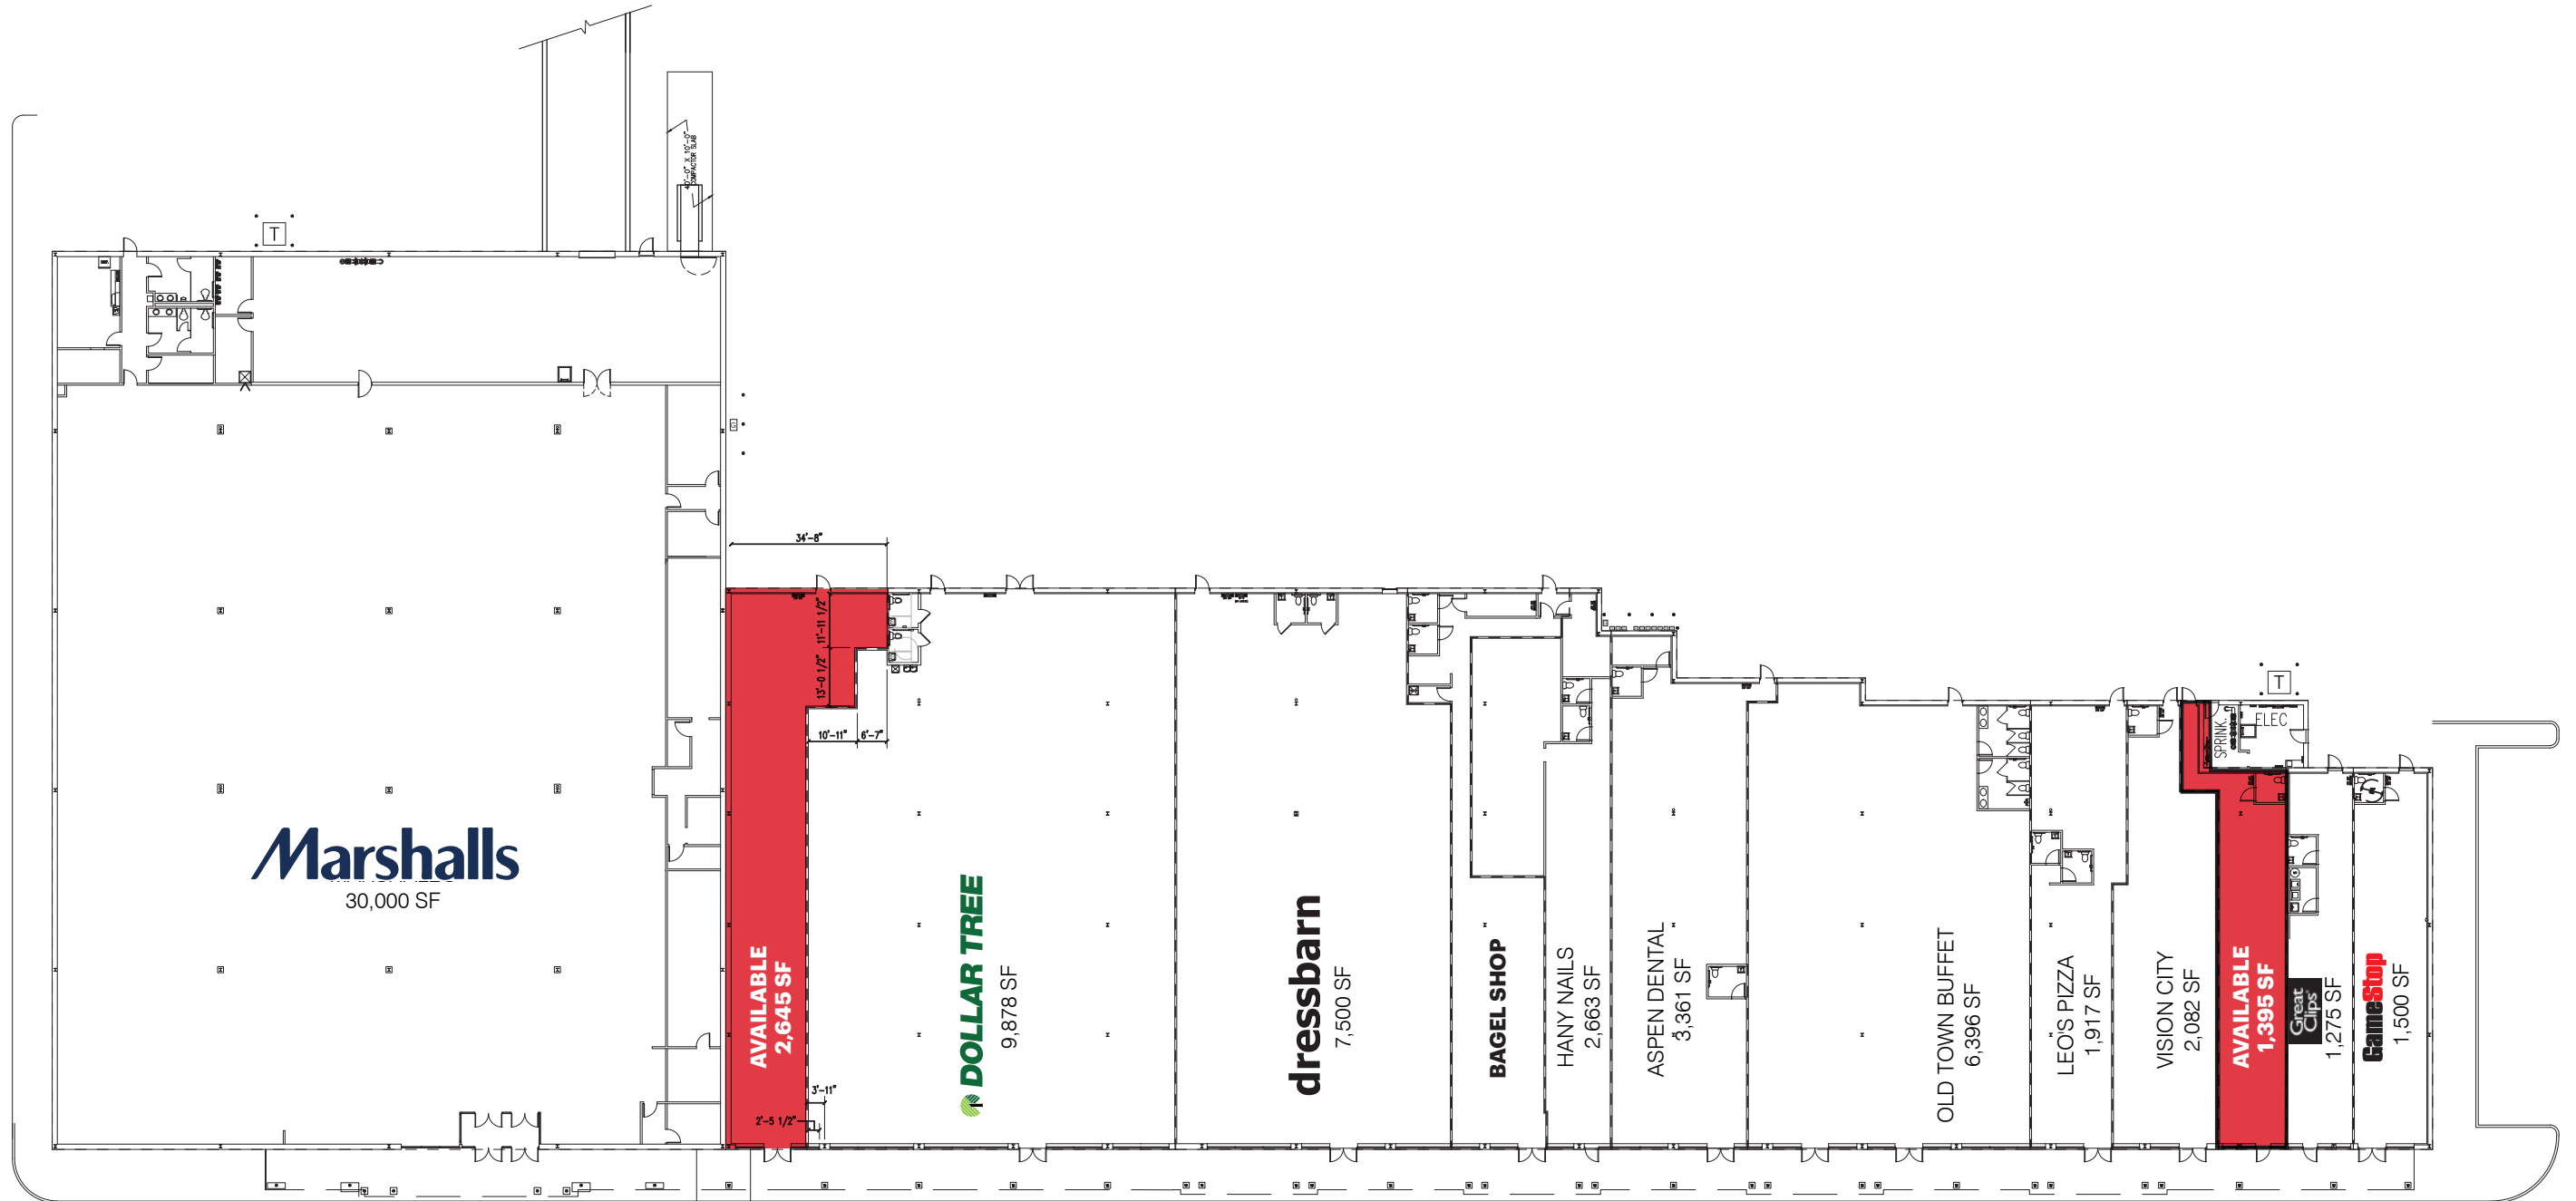 40'-0" X 10'-0"
COMPACTOR SLAB
T
G
34'-8"
11'-11 1/2"
13'-0 1/2"
10'-11"
6'-7"
T
SPRINK.
ELEC
Marshalls
30,000 SF
AVAILABLE
2,645 SF
3'-11"
2'-5 1/2"
DOLLAR TREE
9,878 SF
dressbarn
7,500 SF
BAGEL SHOP
HANY NAILS
2,663 SF
ASPEN DENTAL
3,361 SF
OLD TOWN BUFFET
6,396 SF
LEO'S PIZZA
1,917 SF
VISION CITY
2,082 SF
AVAILABLE
1,395 SF
Great
Clips
1,275 SF
GameStop
1,500 SF